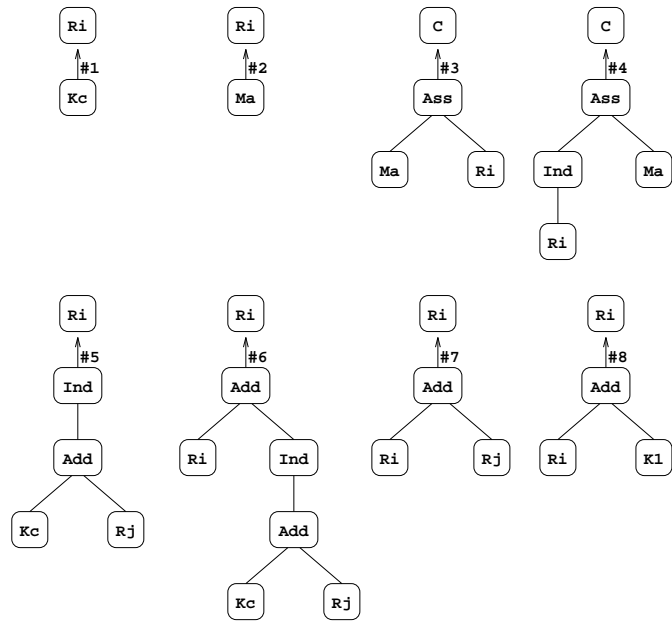 Ri Ri C C
#1 #2 #3 #4
Kc Ma Ass Ass
Ma Ri Ind Ma
Ri
Ri Ri Ri Ri
#5 #6 #7 #8
Ind Add Add Add
Add Ri Ind Ri Rj Ri K1
Kc Rj Add
Kc Rj